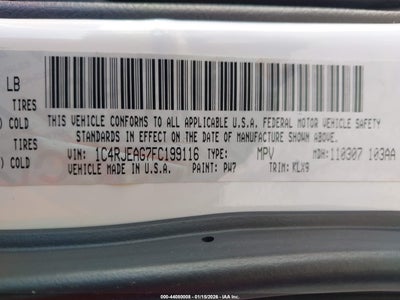 LB
TIRES
) COLD
THIS VEHICLE CONFORMS TO ALL APPLICABLE U.S.A. FEDERAL MOTOR VEHICLE SAFETY
TIRES
STANDARDS IN EFFECT ON THE DATE OF MANUFACTURE SHOWN ABOVE.
) COLD
VIN: 1C4RJEAG7FC199116 TYPE: MPV MDH: 110307 103AA
VEHICLE MADE IN U.S.A. PAINT: PW7 TRIM: KLX9
000-44080008 - 01/15/2026 - IAA Inc.